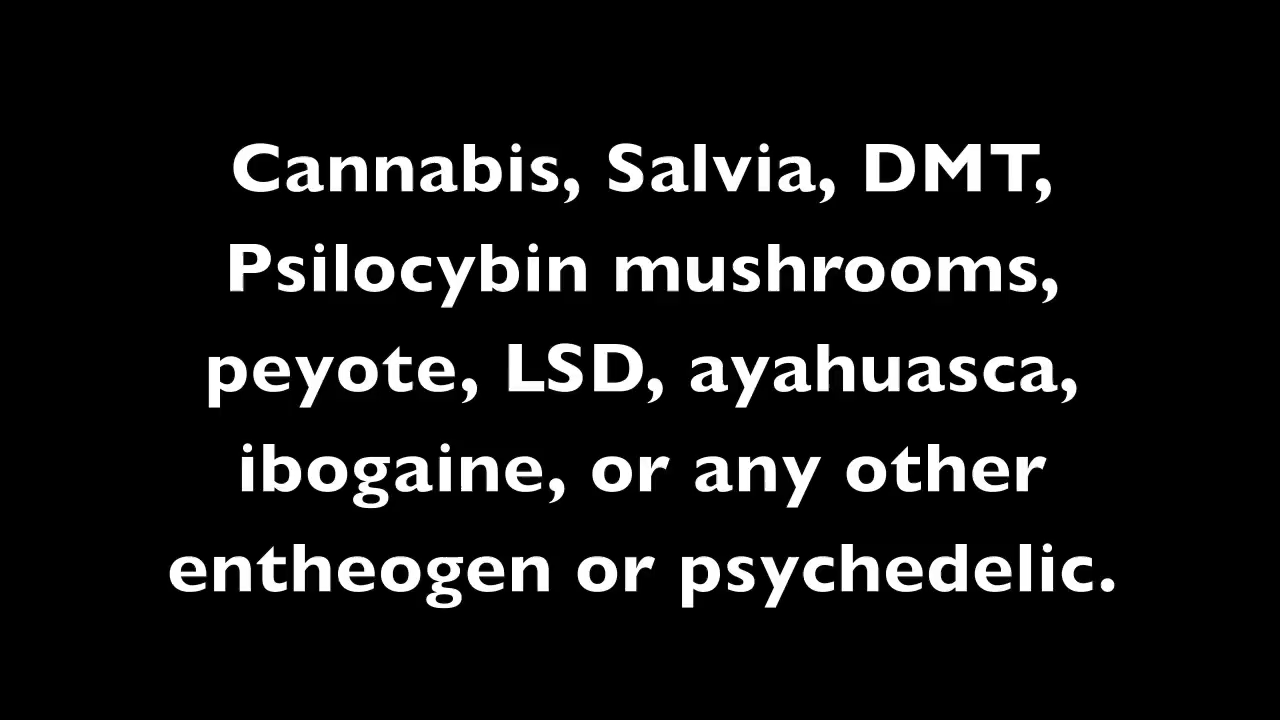 Cannabis, Salvia, DMT,
Psilocybin mushrooms,
peyote, LSD, ayahuasca,
ibogaine, or any other
entheogen or psychedelic.